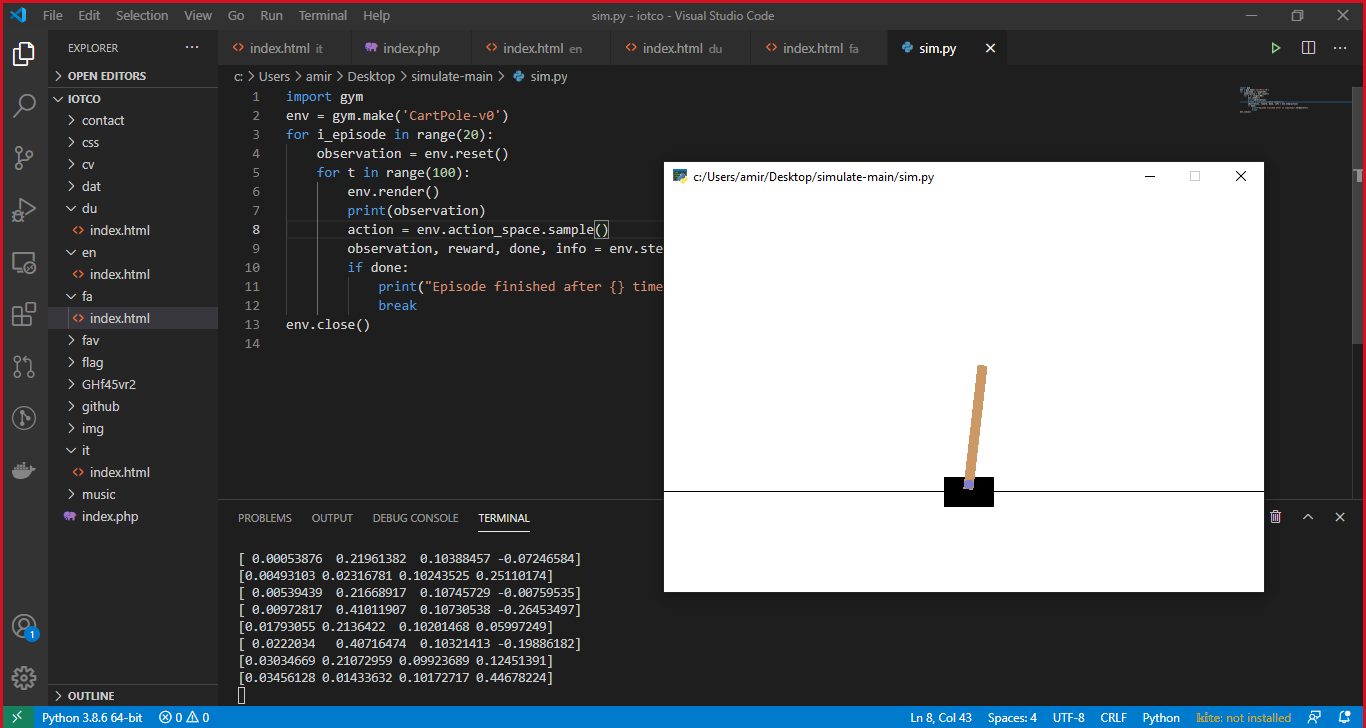 File Edit Selection View Go Run Terminal Help
sim.py - iotco - Visual Studio Code
EXPLORER
index.html it
index.php
index.html en
index.html du
index.html fa
sim.py
c: > Users > amir > Desktop > simulate-main > sim.py
OPEN EDITORS
IOTCO
contact
css
cv
dat
du
index.html
en
index.html
fa
index.html
fav
flag
GHf45vr2
github
img
it
index.html
music
index.php
OUTLINE
1 import gym
2 env = gym.make('CartPole-v0')
3 for i_episode in range(20):
4 observation = env.reset()
5 for t in range(100):
6 env.render()
7 print(observation)
8 action = env.action_space.sample()
9 observation, reward, done, info = env.ste
10 if done:
11 print("Episode finished after {} time
12 break
13 env.close()
14
c:/Users/amir/Desktop/simulate-main/sim.py
PROBLEMS OUTPUT DEBUG CONSOLE TERMINAL
[ 0.00053876 0.21961382 0.10388457 -0.07246584]
[0.00493103 0.02316781 0.10243525 0.25110174]
[ 0.00539439 0.21668917 0.10745729 -0.00759535]
[ 0.00972817 0.41011907 0.10730538 -0.26453497]
[0.01793055 0.2136422 0.10201468 0.05997249]
[ 0.0222034 0.40716474 0.10321413 -0.19886182]
[0.03034669 0.21072959 0.09923689 0.12451391]
[0.03456128 0.01433632 0.10172717 0.44678224]
1
Python 3.8.6 64-bit 0 0
Ln 8, Col 43 Spaces: 4 UTF-8 CRLF Python kite: not installed